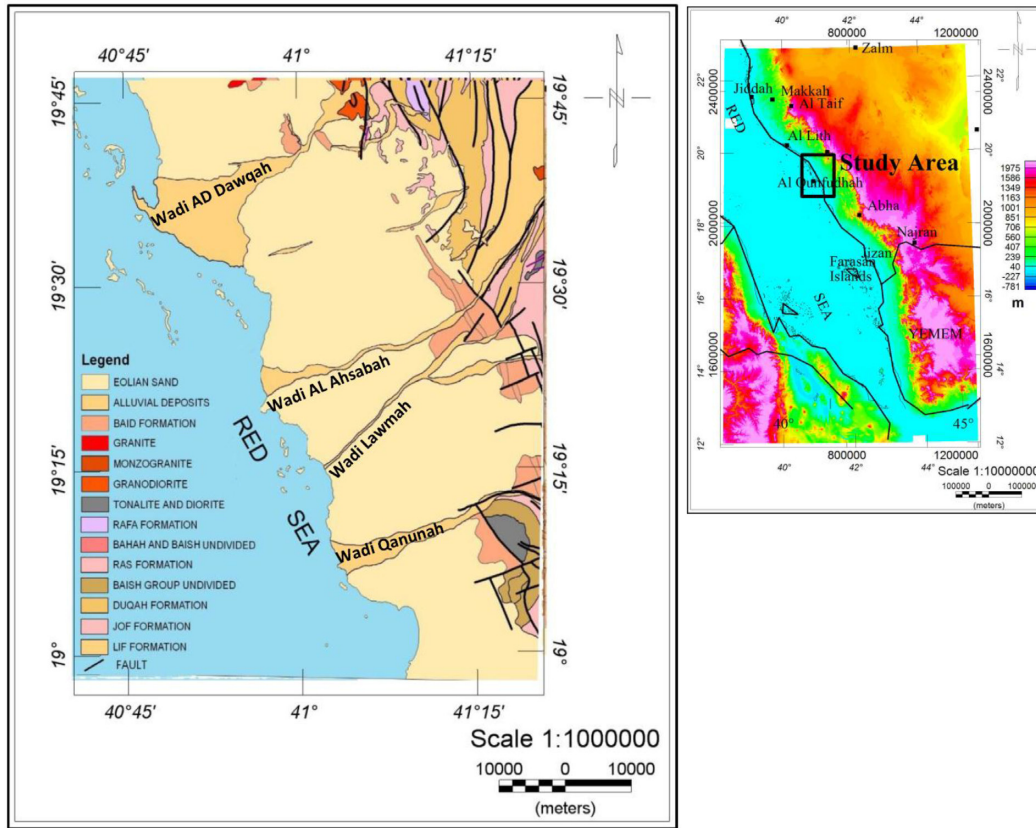 40°45'
41°
41°15'
19°45'
19°45'
N
Wadi AD Dawqah
19°30'
19°30'
Legend
EOLIAN SAND
ALLUVIAL DEPOSITS
BAID FORMATION
GRANITE
MONZOGRANITE
GRANODIORITE
TONALITE AND DIORITE
RAFA FORMATION
BAHAH AND BAISH UNDIVIDED
RAS FORMATION
BAISH GROUP UNDIVIDED
DUQAH FORMATION
JOF FORMATION
LIF FORMATION
FAULT
Wadi AL Ahsabah
Wadi Lawmah
RED
SEA
19°15'
19°15'
Wadi Qanunah
19°
19°
40°45'
41°
41°15'
Scale 1:1000000
10000 0 10000
(meters)
40° 42° 44°
800000 1200000
N
Zalm
22°
22°
2400000
2400000
Jiddah
Makkah
Al Taif
RED
Al Lith
20°
20°
Study Area
Al Qunfudhah
Abha
18°
2000000
2000000
Najran
Jizan
Farasan
Islands
SEA
16°
16°
YEMEM
1600000
1600000
14°
14°
40°
45°
12°
12°
800000 1200000
40° 42° 44°
1975
1586
1349
1163
1001
851
706
560
407
239
40
-227
-781
m
Scale 1:10000000
100000 0 100000
(meters)